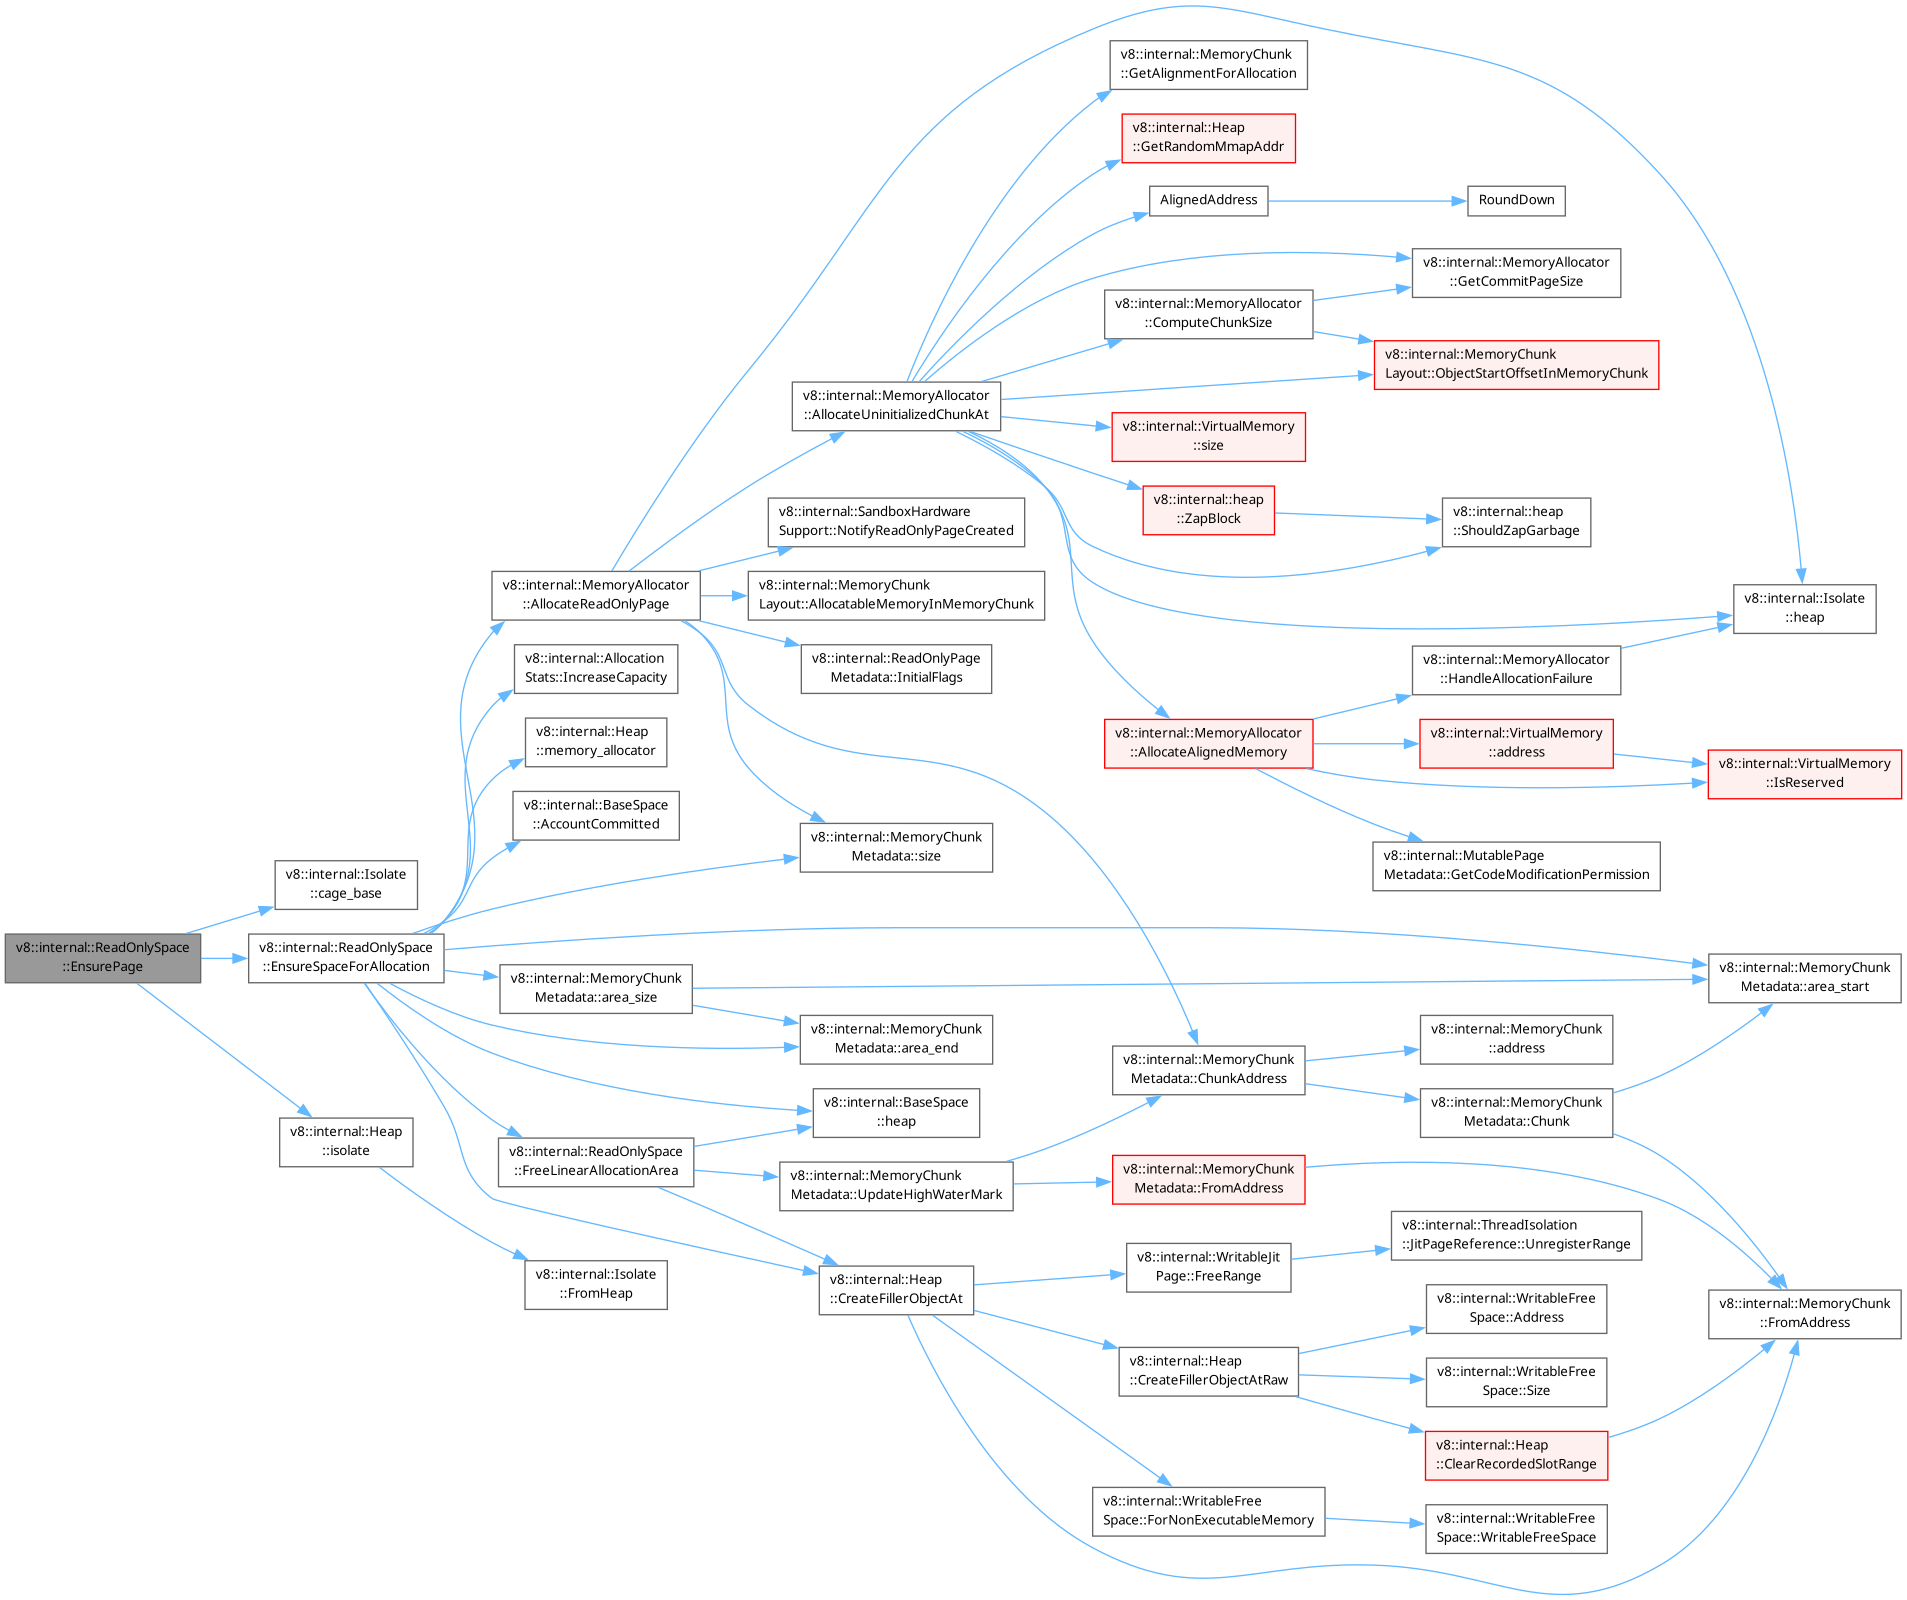 v8::internal::ReadOnlySpace
::EnsurePage
v8::internal::Isolate
::cage_base
v8::internal::ReadOnlySpace
::EnsureSpaceForAllocation
v8::internal::Heap
::isolate
v8::internal::MemoryAllocator
::AllocateReadOnlyPage
v8::internal::Allocation
Stats::IncreaseCapacity
v8::internal::Heap
::memory_allocator
v8::internal::BaseSpace
::AccountCommitted
v8::internal::MemoryChunk
Metadata::area_size
v8::internal::ReadOnlySpace
::FreeLinearAllocationArea
v8::internal::Isolate
::FromHeap
v8::internal::MemoryAllocator
::AllocateUninitializedChunkAt
v8::internal::SandboxHardware
Support::NotifyReadOnlyPageCreated
v8::internal::MemoryChunk
Layout::AllocatableMemoryInMemoryChunk
v8::internal::ReadOnlyPage
Metadata::InitialFlags
v8::internal::MemoryChunk
Metadata::size
v8::internal::MemoryChunk
Metadata::area_end
v8::internal::BaseSpace
::heap
v8::internal::MemoryChunk
Metadata::UpdateHighWaterMark
v8::internal::Heap
::CreateFillerObjectAt
v8::internal::MemoryChunk
::GetAlignmentForAllocation
v8::internal::Heap
::GetRandomMmapAddr
AlignedAddress
v8::internal::MemoryAllocator
::ComputeChunkSize
v8::internal::VirtualMemory
::size
v8::internal::heap
::ZapBlock
v8::internal::MemoryAllocator
::AllocateAlignedMemory
v8::internal::MemoryChunk
Metadata::ChunkAddress
v8::internal::MemoryChunk
Metadata::FromAddress
v8::internal::WritableJit
Page::FreeRange
v8::internal::Heap
::CreateFillerObjectAtRaw
v8::internal::WritableFree
Space::ForNonExecutableMemory
RoundDown
v8::internal::MemoryAllocator
::GetCommitPageSize
v8::internal::MemoryChunk
Layout::ObjectStartOffsetInMemoryChunk
v8::internal::heap
::ShouldZapGarbage
v8::internal::MemoryAllocator
::HandleAllocationFailure
v8::internal::VirtualMemory
::address
v8::internal::MutablePage
Metadata::GetCodeModificationPermission
v8::internal::MemoryChunk
::address
v8::internal::MemoryChunk
Metadata::Chunk
v8::internal::ThreadIsolation
::JitPageReference::UnregisterRange
v8::internal::WritableFree
Space::Address
v8::internal::WritableFree
Space::Size
v8::internal::Heap
::ClearRecordedSlotRange
v8::internal::WritableFree
Space::WritableFreeSpace
v8::internal::Isolate
::heap
v8::internal::VirtualMemory
::IsReserved
v8::internal::MemoryChunk
Metadata::area_start
v8::internal::MemoryChunk
::FromAddress